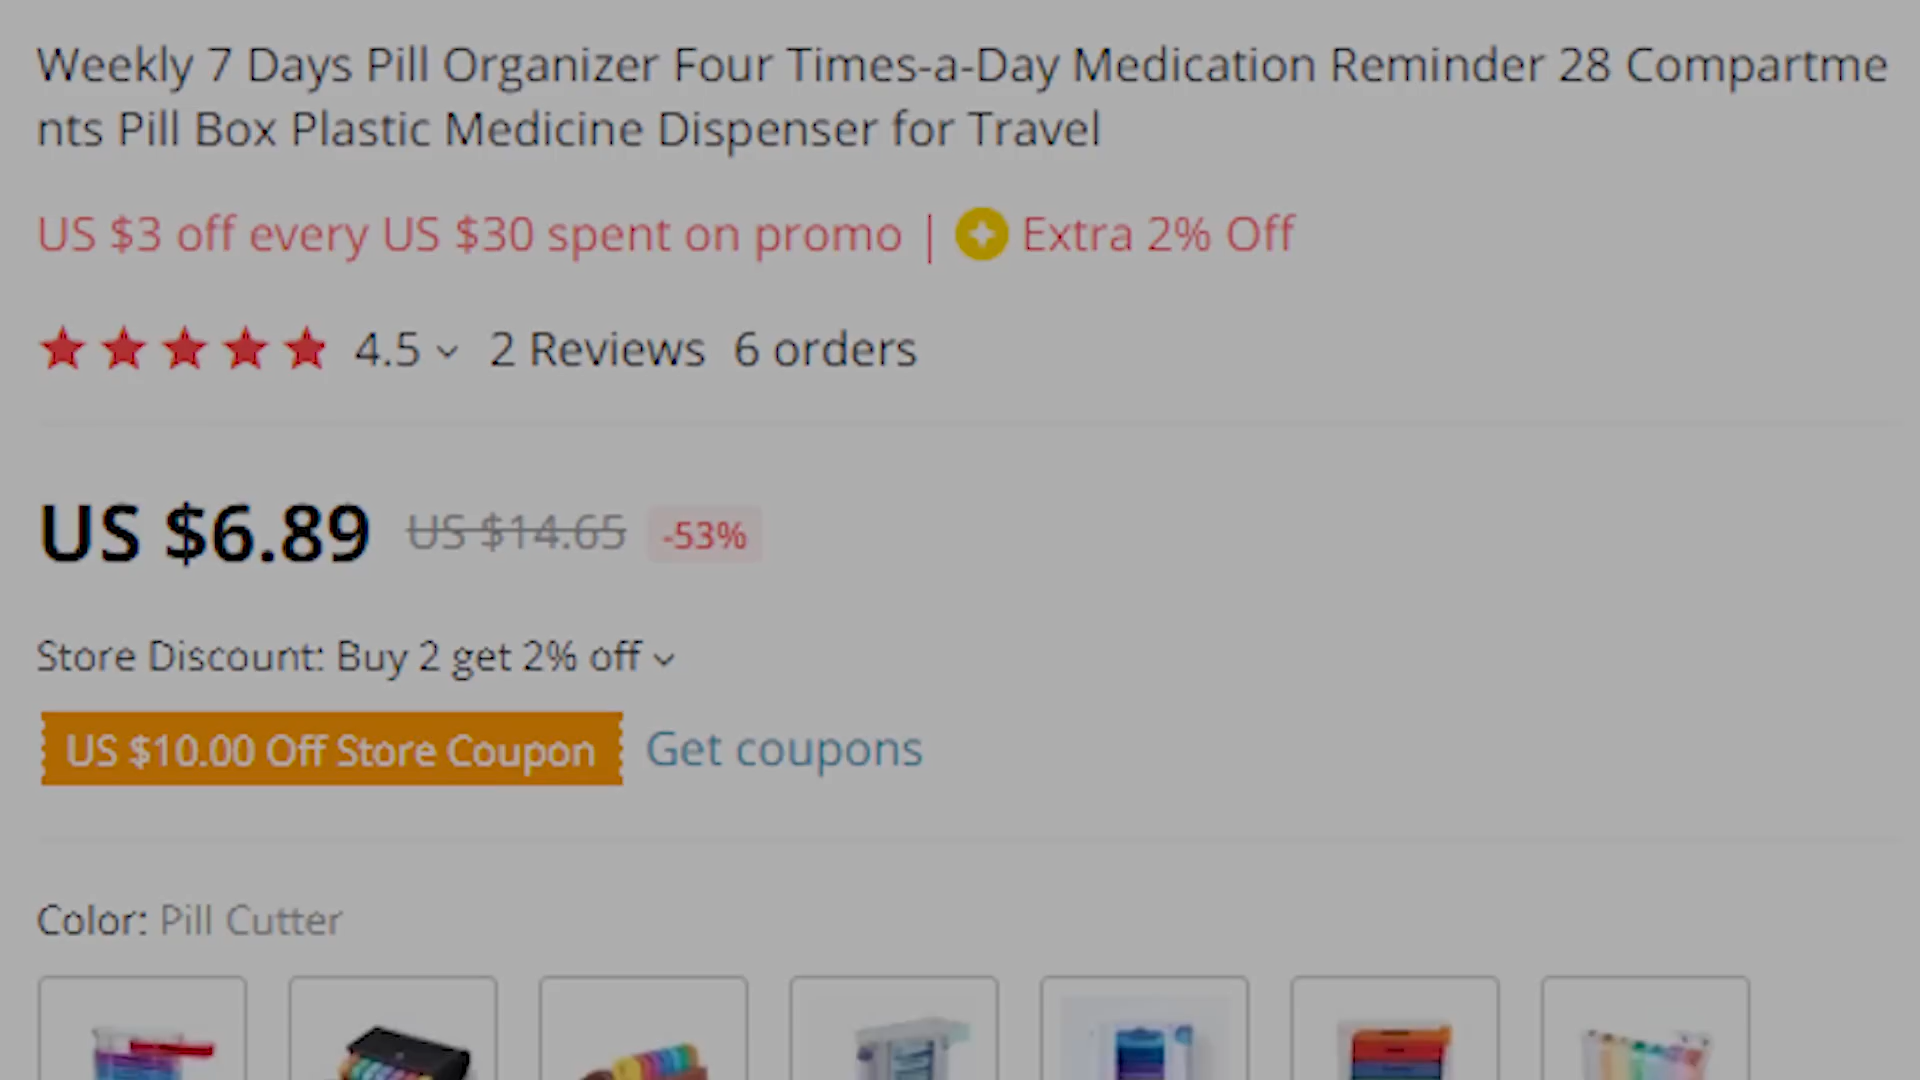 Weekly 7 Days Pill Organizer Four Times-a-Day Medication Reminder 28 Compartme
nts Pill Box Plastic Medicine Dispenser for Travel
US $3 off every US $30 spent on promo | Extra 2% Off
4.5 2 Reviews 6 orders
US $6.89 US $14.65 -53%
Store Discount: Buy 2 get 2% off
US $10.00 Off Store Coupon Get coupons
Color: Pill Cutter